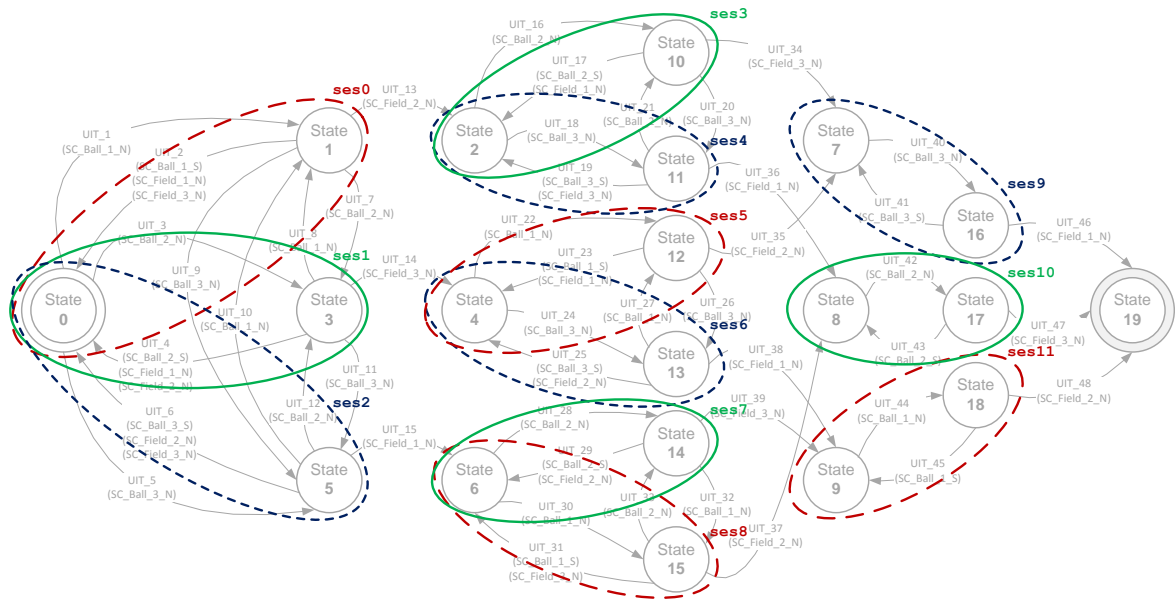 ses3
UIT_16
(SC_Ball_2_N)
State
10
UIT_34
(SC_Field_3_N)
UIT_17
(SC_Ball_2_S)
(SC_Field_1_N)
ses0
UIT_13
(SC_Field_2_N)
UIT_20
(SC_Ball_3_N)
State
1
State
2
UIT_18
(SC_Ball_3_N)
ses4
State
7
UIT_40
(SC_Ball_3_N)
UIT_1
(SC_Ball_1_N)
UIT_2
(SC_Ball_1_S)
(SC_Field_1_N)
(SC_Field_3_N)
UIT_19
(SC_Ball_3_S)
(SC_Field_3_N)
State
11
UIT_36
(SC_Field_1_N)
ses9
UIT_7
(SC_Ball_2_N)
UIT_41
(SC_Ball_3_S)
State
16
UIT_46
(SC_Field_1_N)
UIT_3
(SC_Ball_2_N)
UIT_8
(SC_Ball_1_N)
UIT_22
(SC_Ball_1_N)
ses5
State
12
UIT_35
(SC_Field_2_N)
ses1
UIT_14
(SC_Field_3_N)
UIT_23
(SC_Ball_1_S)
(SC_Field_1_N)
UIT_42
(SC_Ball_2_N)
ses10
UIT_9
(SC_Ball_3_N)
State
0
State
3
State
4
State
8
State
17
State
19
UIT_10
(SC_Ball_1_N)
UIT_24
(SC_Ball_3_N)
UIT_27
(SC_Ball_1_N)
UIT_26
(SC_Ball_3_N)
ses6
UIT_47
(SC_Field_3_N)
UIT_4
(SC_Ball_2_S)
(SC_Field_1_N)
(SC_Field_2_N)
UIT_25
(SC_Ball_3_S)
(SC_Field_3_N)
State
13
UIT_38
(SC_Field_1_N)
UIT_43
(SC_Ball_2_S)
ses11
UIT_11
(SC_Ball_3_N)
State
18
UIT_48
(SC_Field_2_N)
ses2
UIT_12
(SC_Ball_2_N)
UIT_6
(SC_Ball_3_S)
(SC_Field_2_N)
(SC_Field_3_N)
UIT_28
(SC_Ball_2_N)
ses7
UIT_39
(SC_Field_3_N)
UIT_44
(SC_Ball_1_N)
UIT_15
(SC_Field_1_N)
State
14
UIT_29
(SC_Ball_2_S)
(SC_Field_2_N)
UIT_5
(SC_Ball_3_N)
State
5
State
6
State
9
UIT_45
(SC_Ball_1_S)
UIT_30
(SC_Ball_1_N)
(SC_Ball_2_N)
UIT_32
(SC_Ball_1_N)
ses8
UIT_37
(SC_Field_2_N)
UIT_31
(SC_Ball_1_S)
State
15